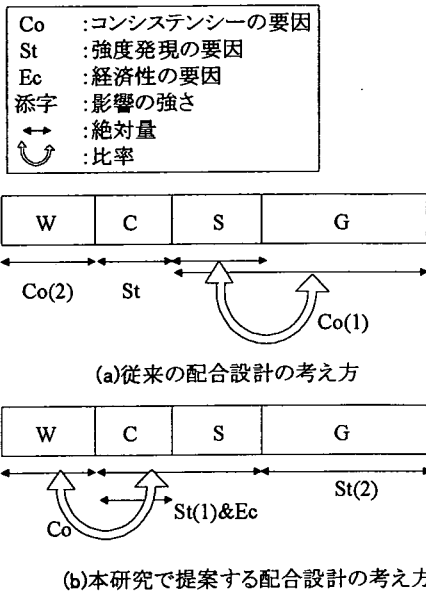 Co :コンシステンシーの要因
St :強度発現の要因
Ec :経済性の要因
添字 :影響の強さ
:絶対量
:比率
W C S G
Co(2) St
Co(1)
(a)従来の配合設計の考え方
W C S G
St(2)
St(1)&Ec
Co
(b)本研究で提案する配合設計の考え方